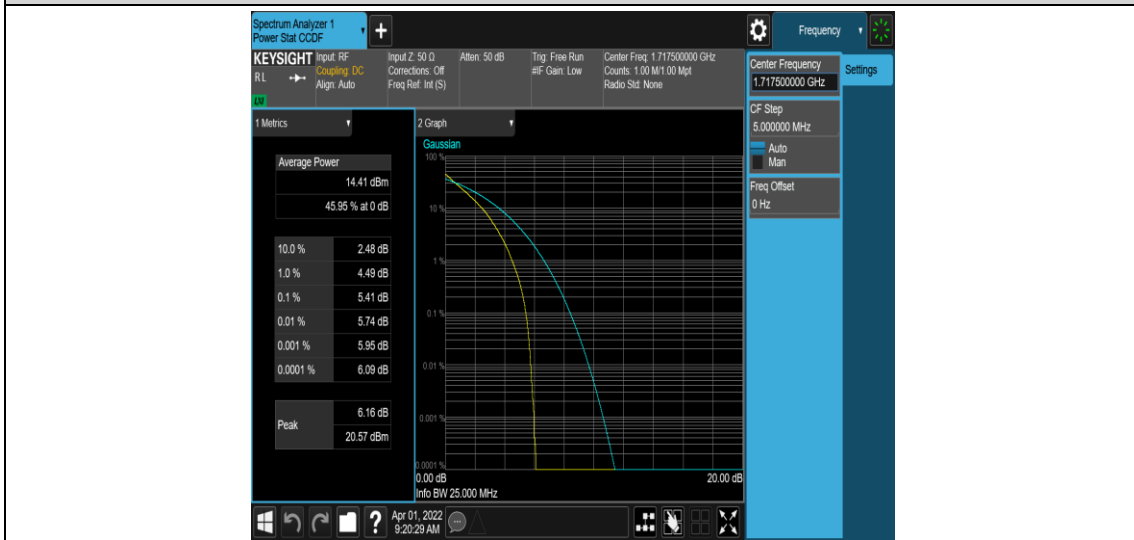 Spectrum Analyzer 1
Power Stat CCDF
+
Frequency
KEYSIGHT
RL
LXI
Input: RF
Coupling: DC
Align: Auto
Input Z: 50 Ω
Corrections: Off
Freq Ref: Int (S)
Atten: 50 dB
Trig: Free Run
#IF Gain: Low
Center Freq: 1.717500000 GHz
Counts: 1.00 M/1.00 Mpt
Radio Std: None
Center Frequency
1.717500000 GHz
Settings
CF Step
5.000000 MHz
Auto
Man
Freq Offset
0 Hz
1 Metrics
Average Power
14.41 dBm
45.95 % at 0 dB
10.0 % 2.48 dB
1.0 % 4.49 dB
0.1 % 5.41 dB
0.01 % 5.74 dB
0.001 % 5.95 dB
0.0001 % 6.09 dB
Peak
6.16 dB
20.57 dBm
2 Graph
Gaussian
100 %
10 %
1 %
0.1 %
0.01 %
0.001 %
0.0001 %
0.00 dB 20.00 dB
Info BW 25.000 MHz
?
Apr 01, 2022
9:20:29 AM